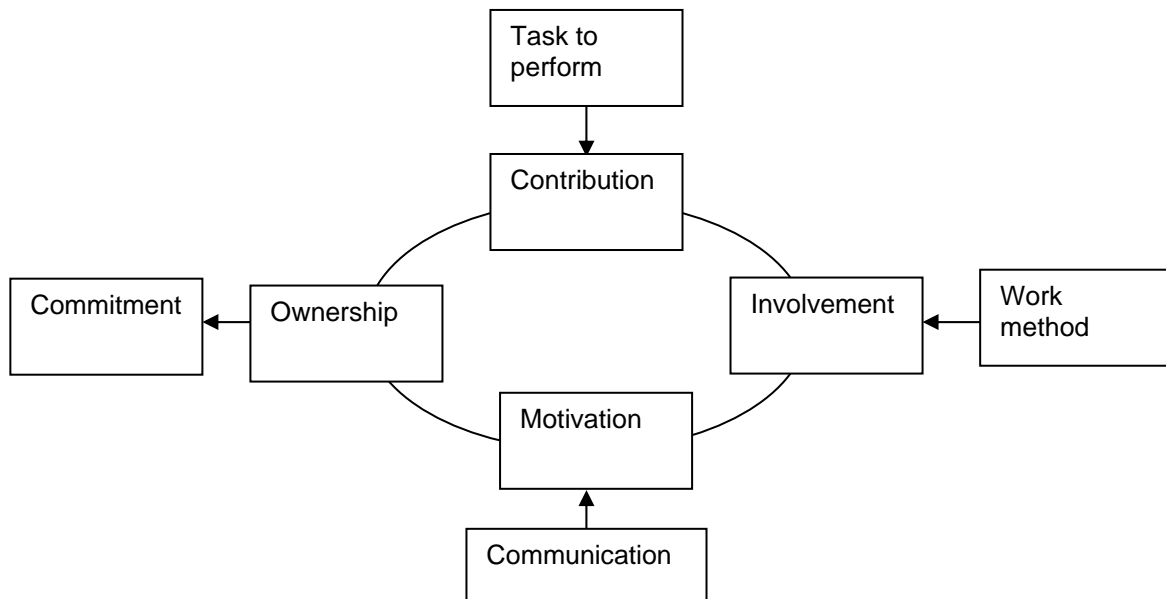 Task to
perform
Contribution
Commitment
Ownership
Involvement
Work
method
Motivation
Communication